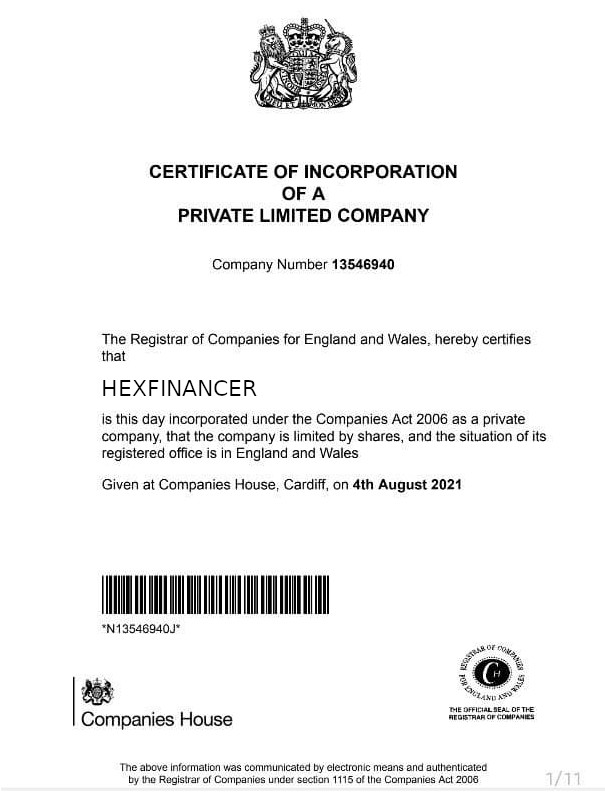 CERTIFICATE OF INCORPORATION
OF A
PRIVATE LIMITED COMPANY
Company Number 13546940
The Registrar of Companies for England and Wales, hereby certifies
that
HEXFINANCER
is this day incorporated under the Companies Act 2006 as a private
company, that the company is limited by shares, and the situation of its
registered office is in England and Wales
Given at Companies House, Cardiff, on 4th August 2021
*N13546940J*
REGISTRAR OF COMPANIES
FOR ENGLAND AND WALES
CH
THE OFFICIAL SEAL OF THE
REGISTRAR OF COMPANIES
Companies House
The above information was communicated by electronic means and authenticated
by the Registrar of Companies under section 1115 of the Companies Act 2006
1/11